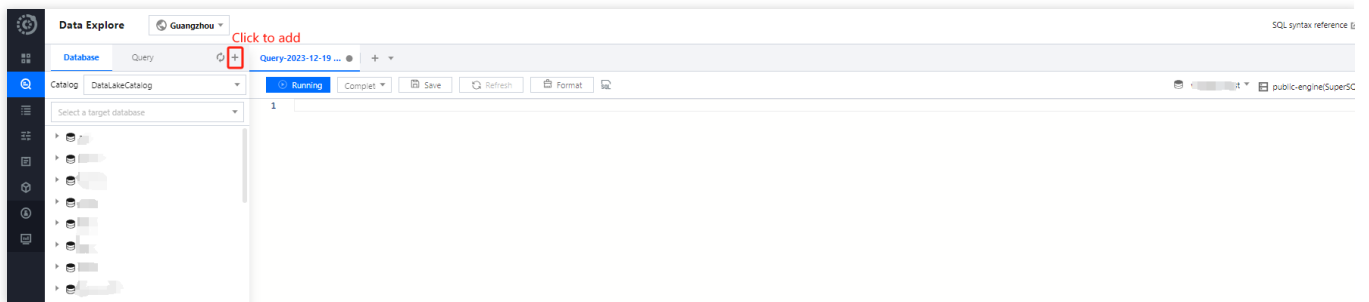 Data Explore
Guangzhou
SQL syntax reference
Click to add
Database
Query
Query-2023-12-19 ...
Catalog
DataLakeCatalog
Running
Complet
Save
Refresh
Format
public-engine(SuperSQ
Select a target database
1